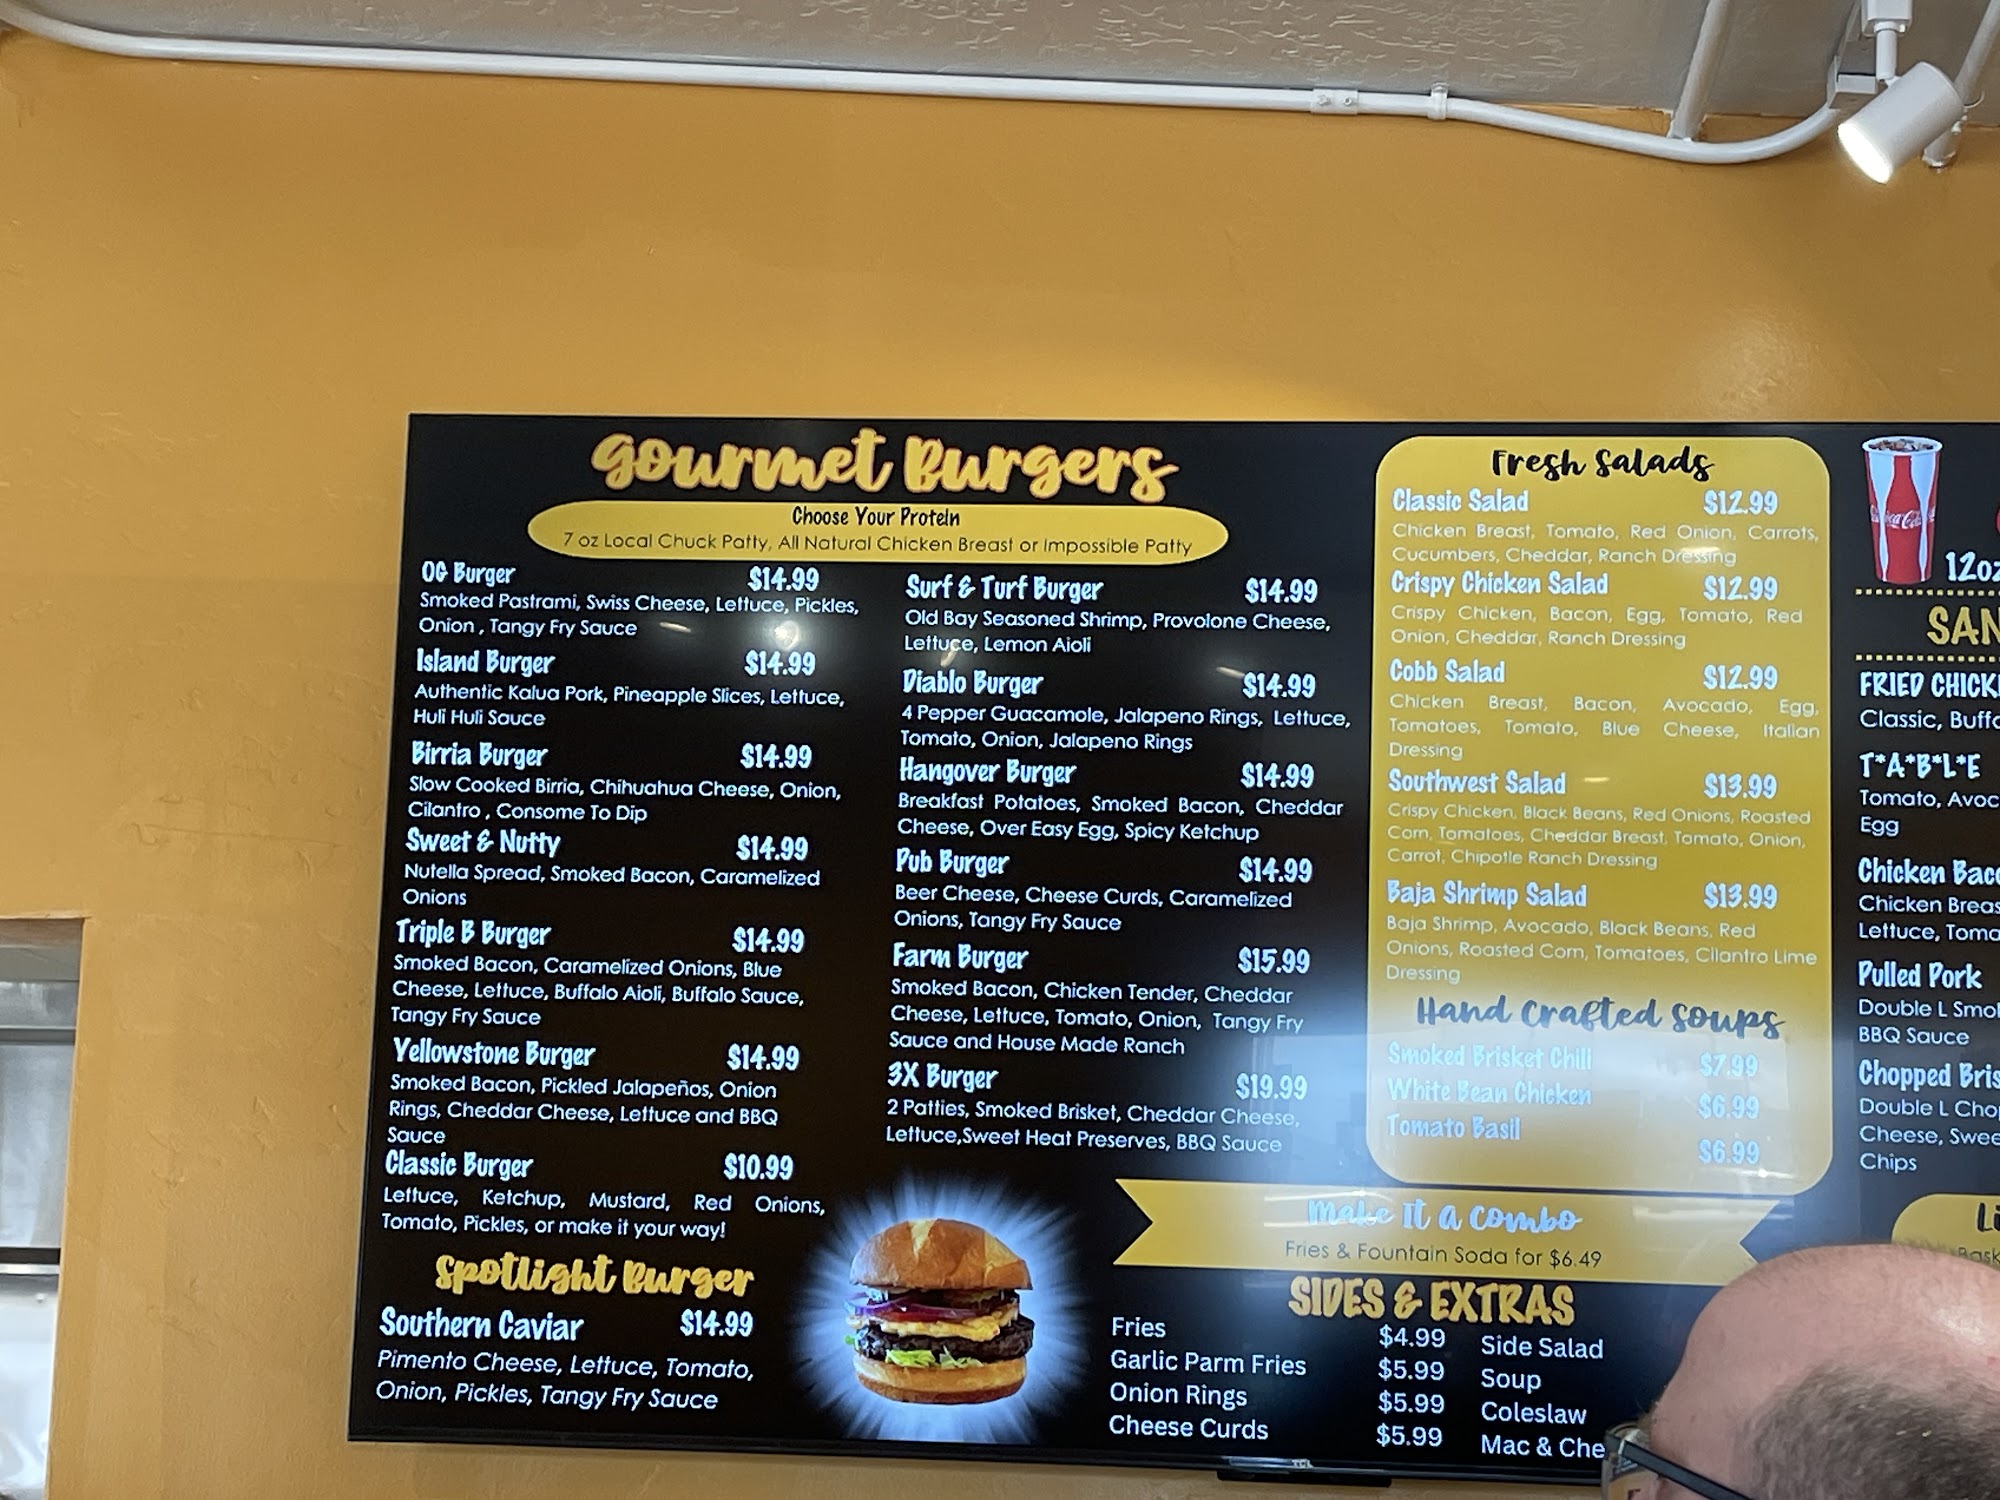 Gourmet Burgers
Choose Your Protein
7 oz Local Chuck Patty, All Natural Chicken Breast or Impossible Patty
OG Burger $14.99
Smoked Pastrami, Swiss Cheese, Lettuce, Pickles,
Onion , Tangy Fry Sauce
Island Burger $14.99
Authentic Kalua Pork, Pineapple Slices, Lettuce,
Huli Huli Sauce
Birria Burger $14.99
Slow Cooked Birria, Chihuahua Cheese, Onion,
Cilantro , Consome To Dip
Sweet & Nutty $14.99
Nutella Spread, Smoked Bacon, Caramelized
Onions
Triple B Burger $14.99
Smoked Bacon, Caramelized Onions, Blue
Cheese, Lettuce, Buffalo Aioli, Buffalo Sauce,
Tangy Fry Sauce
Yellowstone Burger $14.99
Smoked Bacon, Pickled Jalapeños, Onion
Rings, Cheddar Cheese, Lettuce and BBQ
Sauce
Classic Burger $10.99
Lettuce, Ketchup, Mustard, Red Onions,
Tomato, Pickles, or make it your way!
Spotlight Burger
Southern Caviar $14.99
Pimento Cheese, Lettuce, Tomato,
Onion, Pickles, Tangy Fry Sauce
Surf & Turf Burger $14.99
Old Bay Seasoned Shrimp, Provolone Cheese,
Lettuce, Lemon Aioli
Diablo Burger $14.99
4 Pepper Guacamole, Jalapeno Rings, Lettuce,
Tomato, Onion, Jalapeno Rings
Hangover Burger $14.99
Breakfast Potatoes, Smoked Bacon, Cheddar
Cheese, Over Easy Egg, Spicy Ketchup
Pub Burger $14.99
Beer Cheese, Cheese Curds, Caramelized
Onions, Tangy Fry Sauce
Farm Burger $15.99
Smoked Bacon, Chicken Tender, Cheddar
Cheese, Lettuce, Tomato, Onion, Tangy Fry
Sauce and House Made Ranch
3X Burger $19.99
2 Patties, Smoked Brisket, Cheddar Cheese,
Lettuce,Sweet Heat Preserves, BBQ Sauce
Fresh Salads
Classic Salad $12.99
Chicken Breast, Tomato, Red Onion, Carrots,
Cucumbers, Cheddar, Ranch Dressing
Crispy Chicken Salad $12.99
Crispy Chicken, Bacon, Egg, Tomato, Red
Onion, Cheddar, Ranch Dressing
Cobb Salad $12.99
Chicken Breast, Bacon, Avocado, Egg,
Tomatoes, Tomato, Blue Cheese, Italian
Dressing
Southwest Salad $13.99
Crispy Chicken, Black Beans, Red Onions, Roasted
Corn, Tomatoes, Cheddar Breast, Tomato, Onion,
Carrot, Chipotle Ranch Dressing
Baja Shrimp Salad $13.99
Baja Shrimp, Avocado, Black Beans, Red
Onions, Roasted Corn, Tomatoes, Cilantro Lime
Dressing
Hand Crafted Soups
Smoked Brisket Chili $7.99
White Bean Chicken $6.99
Tomato Basil $6.99
Make It a Combo
Fries & Fountain Soda for $6.49
SIDES & EXTRAS
Fries $4.99 Side Salad
Garlic Parm Fries $5.99 Soup
Onion Rings $5.99 Coleslaw
Cheese Curds $5.99 Mac & Che
TCL
Coca-Cola
12oz
SAN
FRIED CHICK
Classic, Buff
T*A*B*L*E
Tomato, Avoc
Egg
Chicken Bac
Chicken Breas
Lettuce, Toma
Pulled Pork
Double L Smo
BBQ Sauce
Chopped Bris
Double L Cho
Cheese, Swee
Chips
Li
Bask